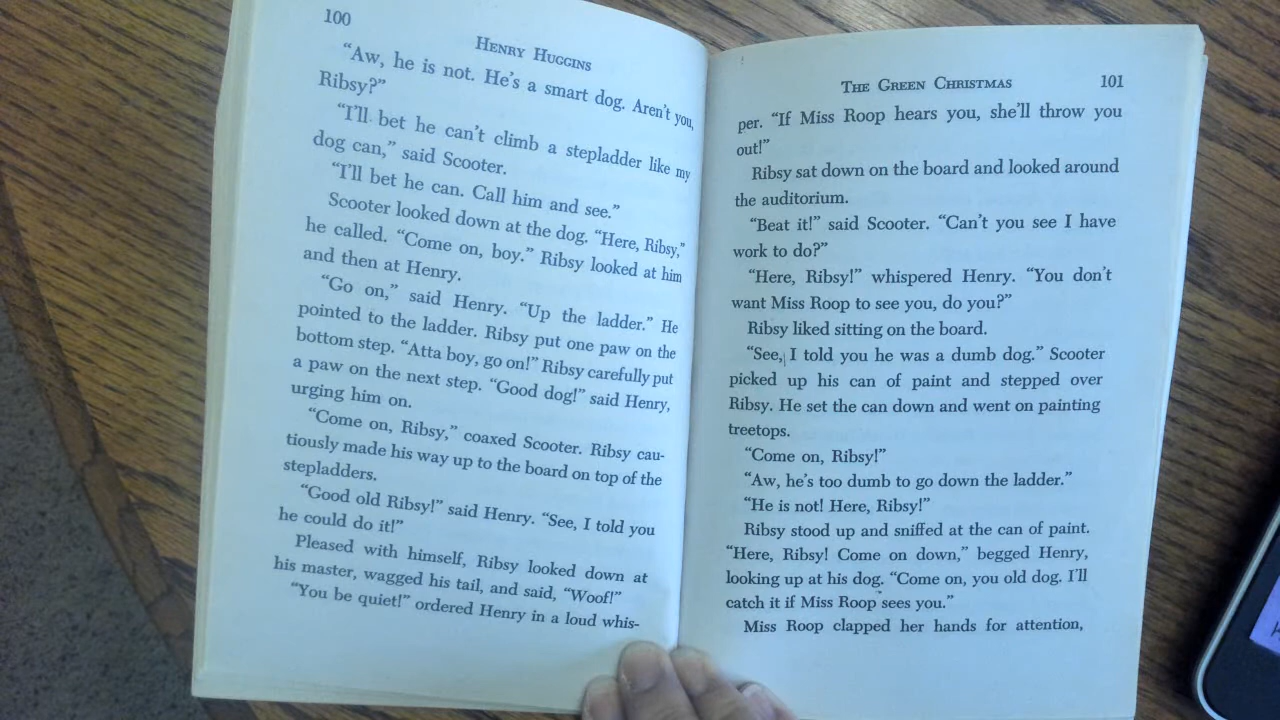 100
HENRY HUGGINS
“Aw, he is not. He’s a smart dog. Aren’t you,
Ribsy?”
“I’ll bet he can’t climb a stepladder like my
dog can,” said Scooter.
“I’ll bet he can. Call him and see.”
Scooter looked down at the dog. “Here, Ribsy,”
he called. “Come on, boy.” Ribsy looked at him
and then at Henry.
“Go on,” said Henry. “Up the ladder.” He
pointed to the ladder. Ribsy put one paw on the
bottom step. “Atta boy, go on!” Ribsy carefully put
a paw on the next step. “Good dog!” said Henry,
urging him on.
“Come on, Ribsy,” coaxed Scooter. Ribsy cau-
tiously made his way up to the board on top of the
stepladders.
“Good old Ribsy!” said Henry. “See, I told you
he could do it!”
Pleased with himself, Ribsy looked down at
his master, wagged his tail, and said, “Woof!”
“You be quiet!” ordered Henry in a loud whis-
THE GREEN CHRISTMAS 101
per. “If Miss Roop hears you, she’ll throw you
out!”
Ribsy sat down on the board and looked around
the auditorium.
“Beat it!” said Scooter. “Can’t you see I have
work to do?”
“Here, Ribsy!” whispered Henry. “You don’t
want Miss Roop to see you, do you?”
Ribsy liked sitting on the board.
“See, I told you he was a dumb dog.” Scooter
picked up his can of paint and stepped over
Ribsy. He set the can down and went on painting
treetops.
“Come on, Ribsy!”
“Aw, he’s too dumb to go down the ladder.”
“He is not! Here, Ribsy!”
Ribsy stood up and sniffed at the can of paint.
“Here, Ribsy! Come on down,” begged Henry,
looking up at his dog. “Come on, you old dog. I’ll
catch it if Miss Roop sees you.”
Miss Roop clapped her hands for attention,